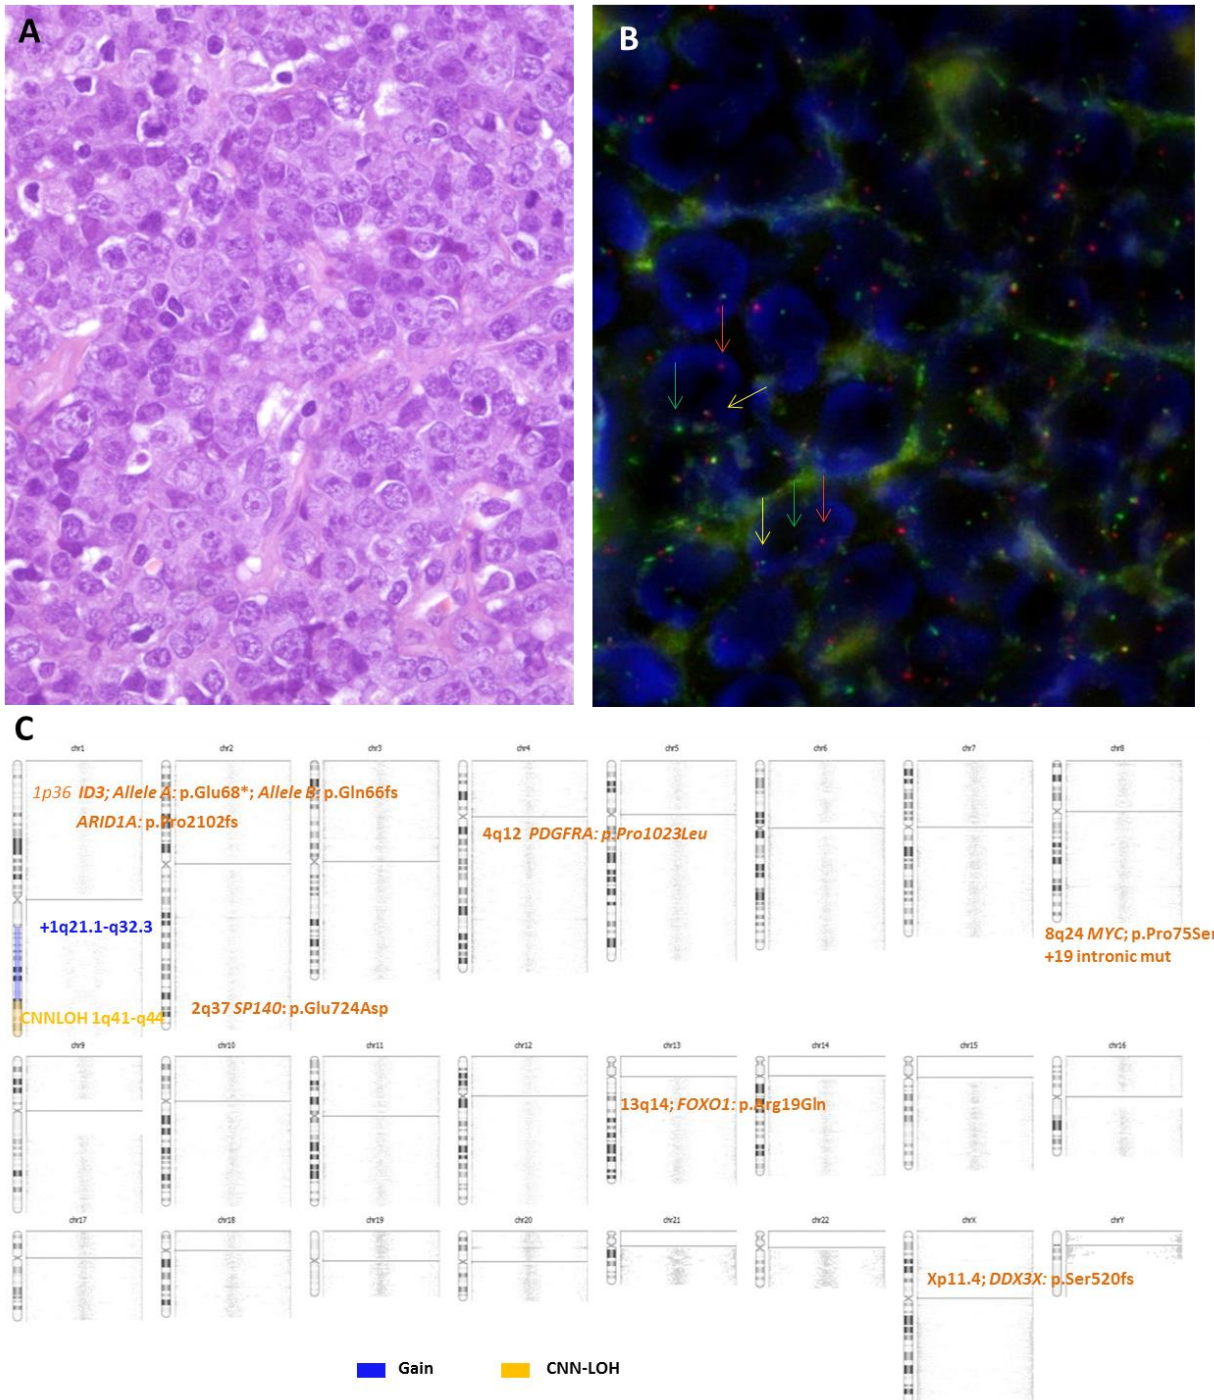 A
B
C
chr1
chr2
chr3
chr4
chr5
chr6
chr7
chr8
1p36 ID3; Allele A: p.Glu68*; Allele B: p.Gln66fs
ARID1A: p.Pro2102fs
4q12 PDGFRA: p.Pro1023Leu
+1q21.1-q32.3
8q24 MYC; p.Pro75Ser
+19 intronic mut
2q37 SP140: p.Glu724Asp
CNNLOH 1q41-q44
chr9
chr10
chr11
chr12
chr13
chr14
chr15
chr16
13q14; FOXO1: p.Arg19Gln
chr17
chr18
chr19
chr20
chr21
chr22
chrX
chrY
Xp11.4; DDX3X: p.Ser520fs
Gain
CNN-LOH